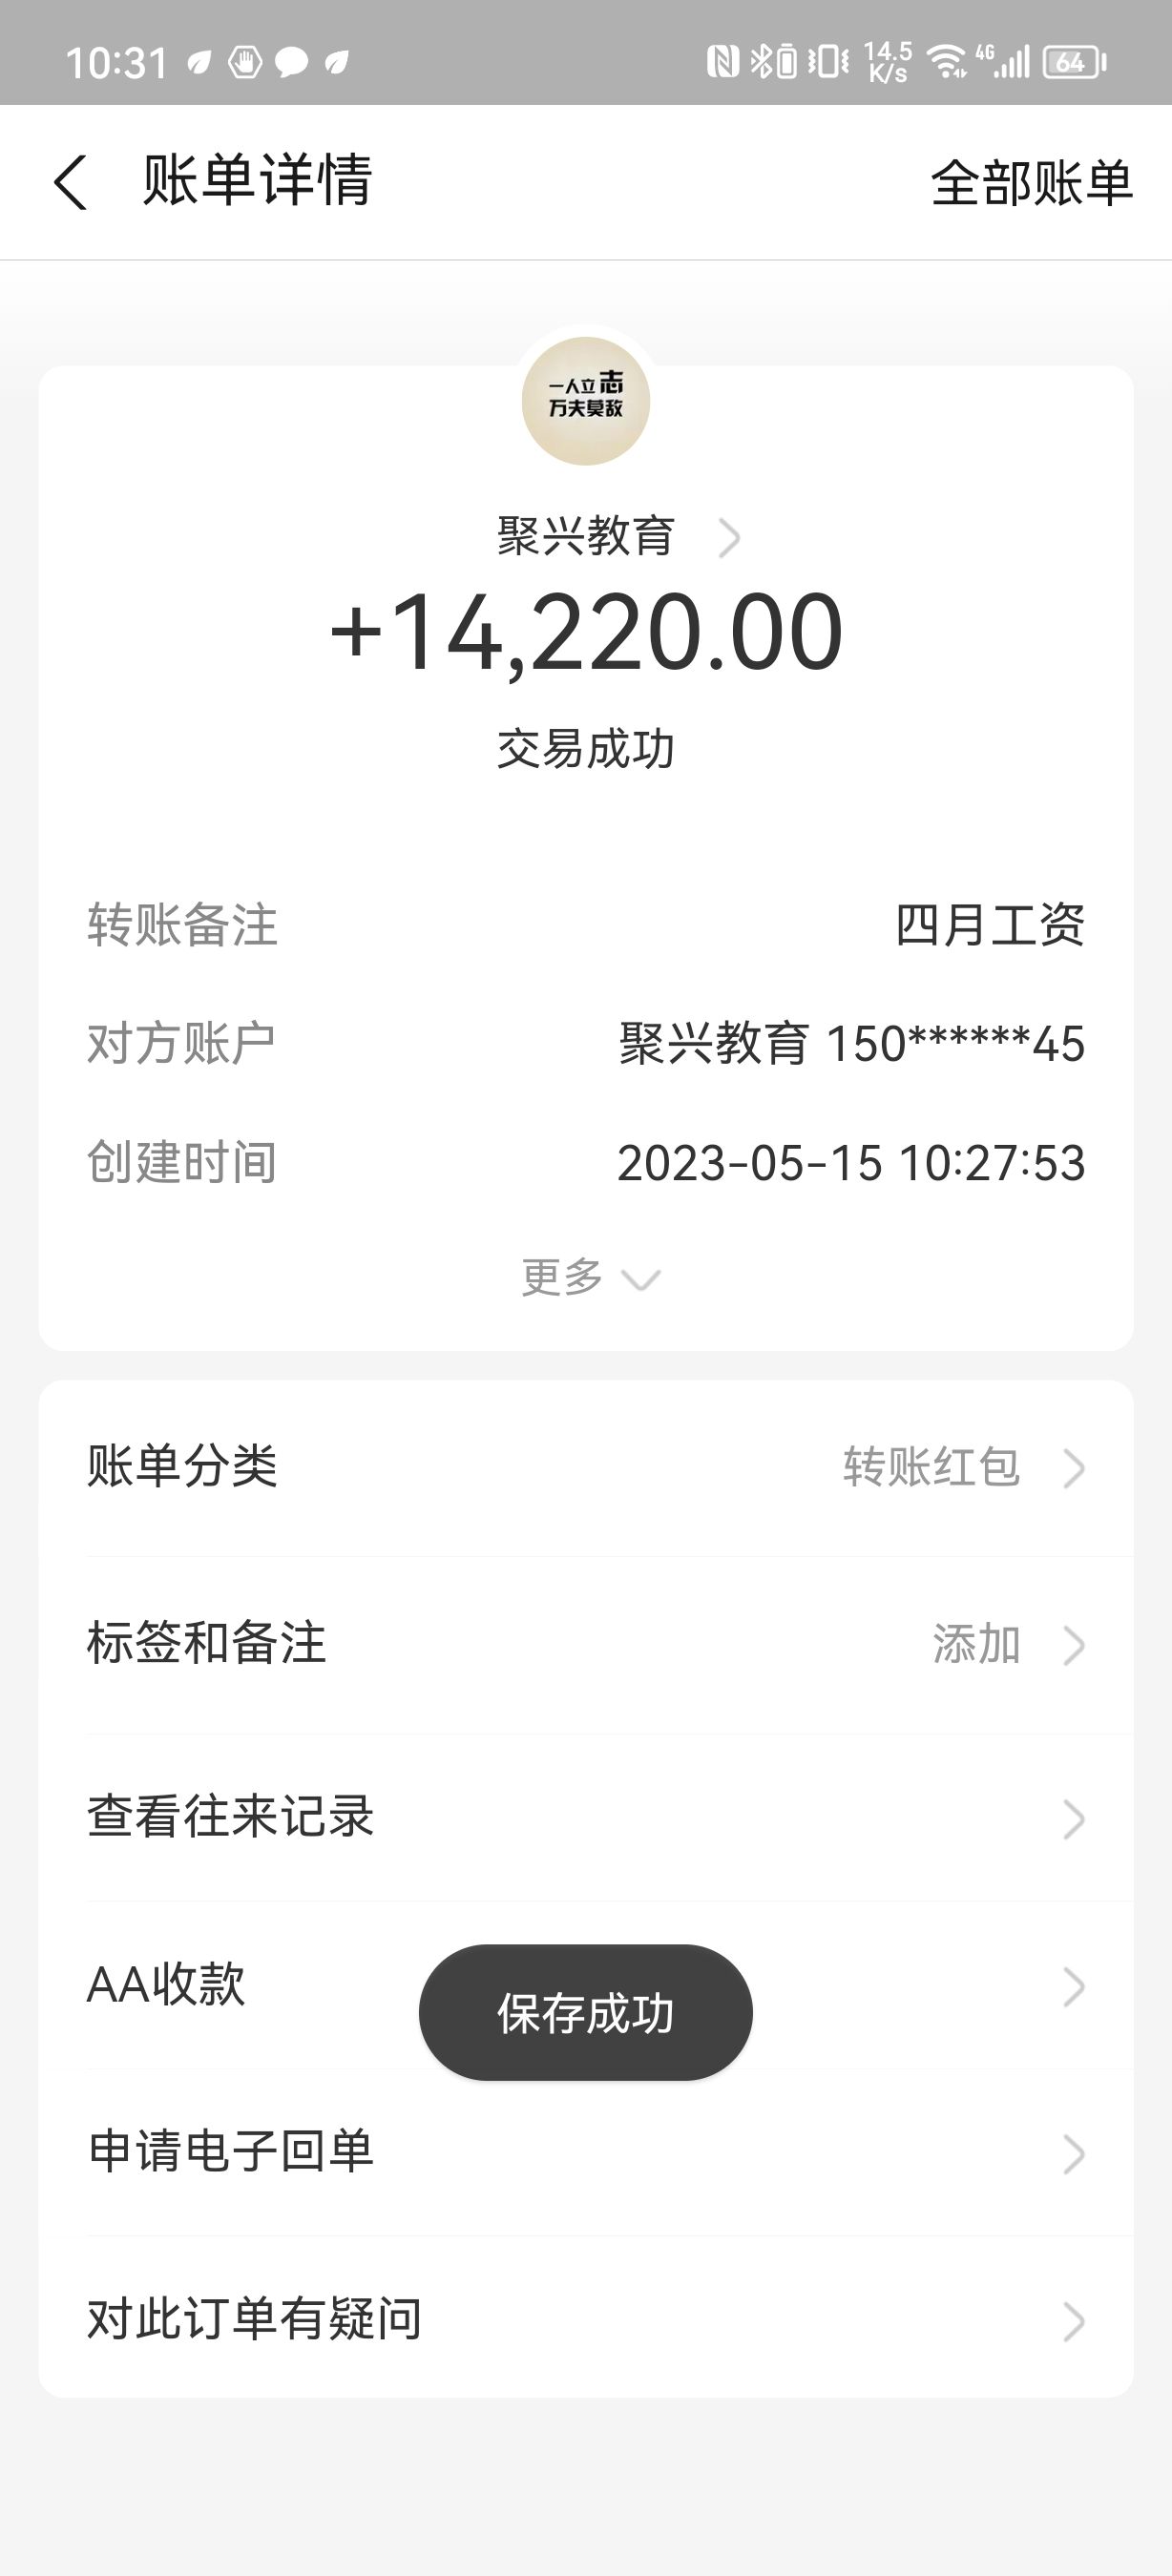 10:31
14.5
K/s
4G
64
账单详情
全部账单
一人立志
万夫莫敌
聚兴教育
+14,220.00
交易成功
转账备注 四月工资
对方账户 聚兴教育 150******45
创建时间 2023-05-15 10:27:53
更多
账单分类 转账红包
标签和备注 添加
查看往来记录
AA收款
保存成功
申请电子回单
对此订单有疑问